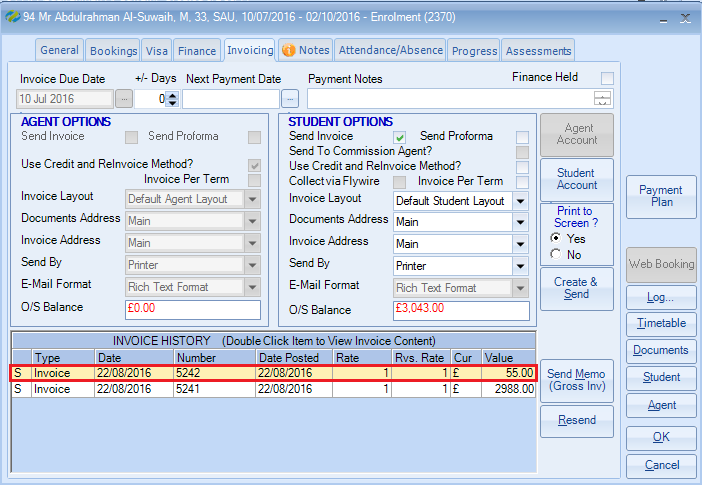 94 Mr Abdulrahman Al-Suwaih, M, 33, SAU, 10/07/2016 - 02/10/2016 - Enrolment (2370)
General Bookings Visa Finance Invoicing Notes Attendance/Absence Progress Assessments
Invoice Due Date +/- Days Next Payment Date Payment Notes Finance Held
10 Jul 2016 ... 0 ...
AGENT OPTIONS
Send Invoice Send Proforma
Use Credit and ReInvoice Method?
Invoice Per Term
Invoice Layout Default Agent Layout
Documents Address Main
Invoice Address Main
Send By Printer
E-Mail Format Rich Text Format
O/S Balance £0.00
STUDENT OPTIONS
Send Invoice Send Proforma
Send To Commission Agent?
Use Credit and ReInvoice Method?
Collect via Flywire Invoice Per Term
Invoice Layout Default Student Layout
Documents Address Main
Invoice Address Main
Send By Printer
E-Mail Format Rich Text Format
O/S Balance £3,043.00
Agent
Account
Student
Account
Print to
Screen ?
Yes
No
Create &
Send
INVOICE HISTORY (Double Click Item to View Invoice Content)
Type Date Number Date Posted Rate Rvs. Rate Cur Value
S Invoice 22/08/2016 5242 22/08/2016 1 1 £ 55.00
S Invoice 22/08/2016 5241 22/08/2016 1 1 £ 2988.00
Send Memo
(Gross Inv)
Resend
Payment
Plan
Web Booking
Log...
Timetable
Documents
Student
Agent
OK
Cancel